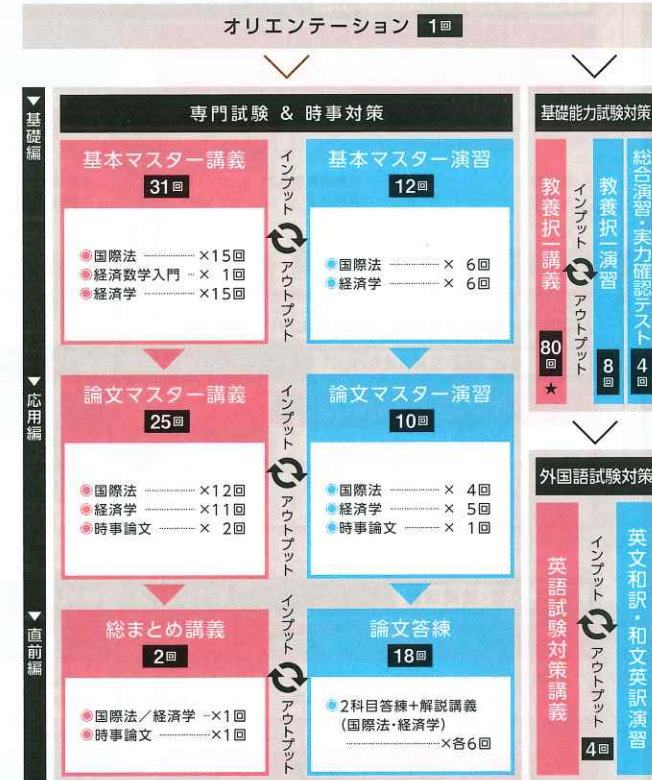 オリエンテーション 1回
▼基礎編
専門試験 & 時事対策
基本マスター講義
31回
◉国際法 ×15回
◉経済数学入門 × 1回
◉経済学 ×15回
インプット
アウトプット
基本マスター演習
12回
◉国際法 × 6回
◉経済学 × 6回
▼応用編
論文マスター講義
25回
◉国際法 ×12回
◉経済学 ×11回
◉時事論文 × 2回
インプット
アウトプット
論文マスター演習
10回
◉国際法 × 4回
◉経済学 × 5回
◉時事論文 × 1回
▼直前編
総まとめ講義
2回
◉国際法/経済学 ×1回
◉時事論文 ×1回
インプット
アウトプット
論文答練
18回
◉2科目答練+解説講義
(国際法・経済学)
×各6回
基礎能力試験対策
教養択一講義
80回
★
インプット
アウトプット
教養択一演習
8回
総合演習・実力確認テスト
4回
外国語試験対策
英語試験対策講義
インプット
アウトプット
4回
英文和訳・和文英訳演習